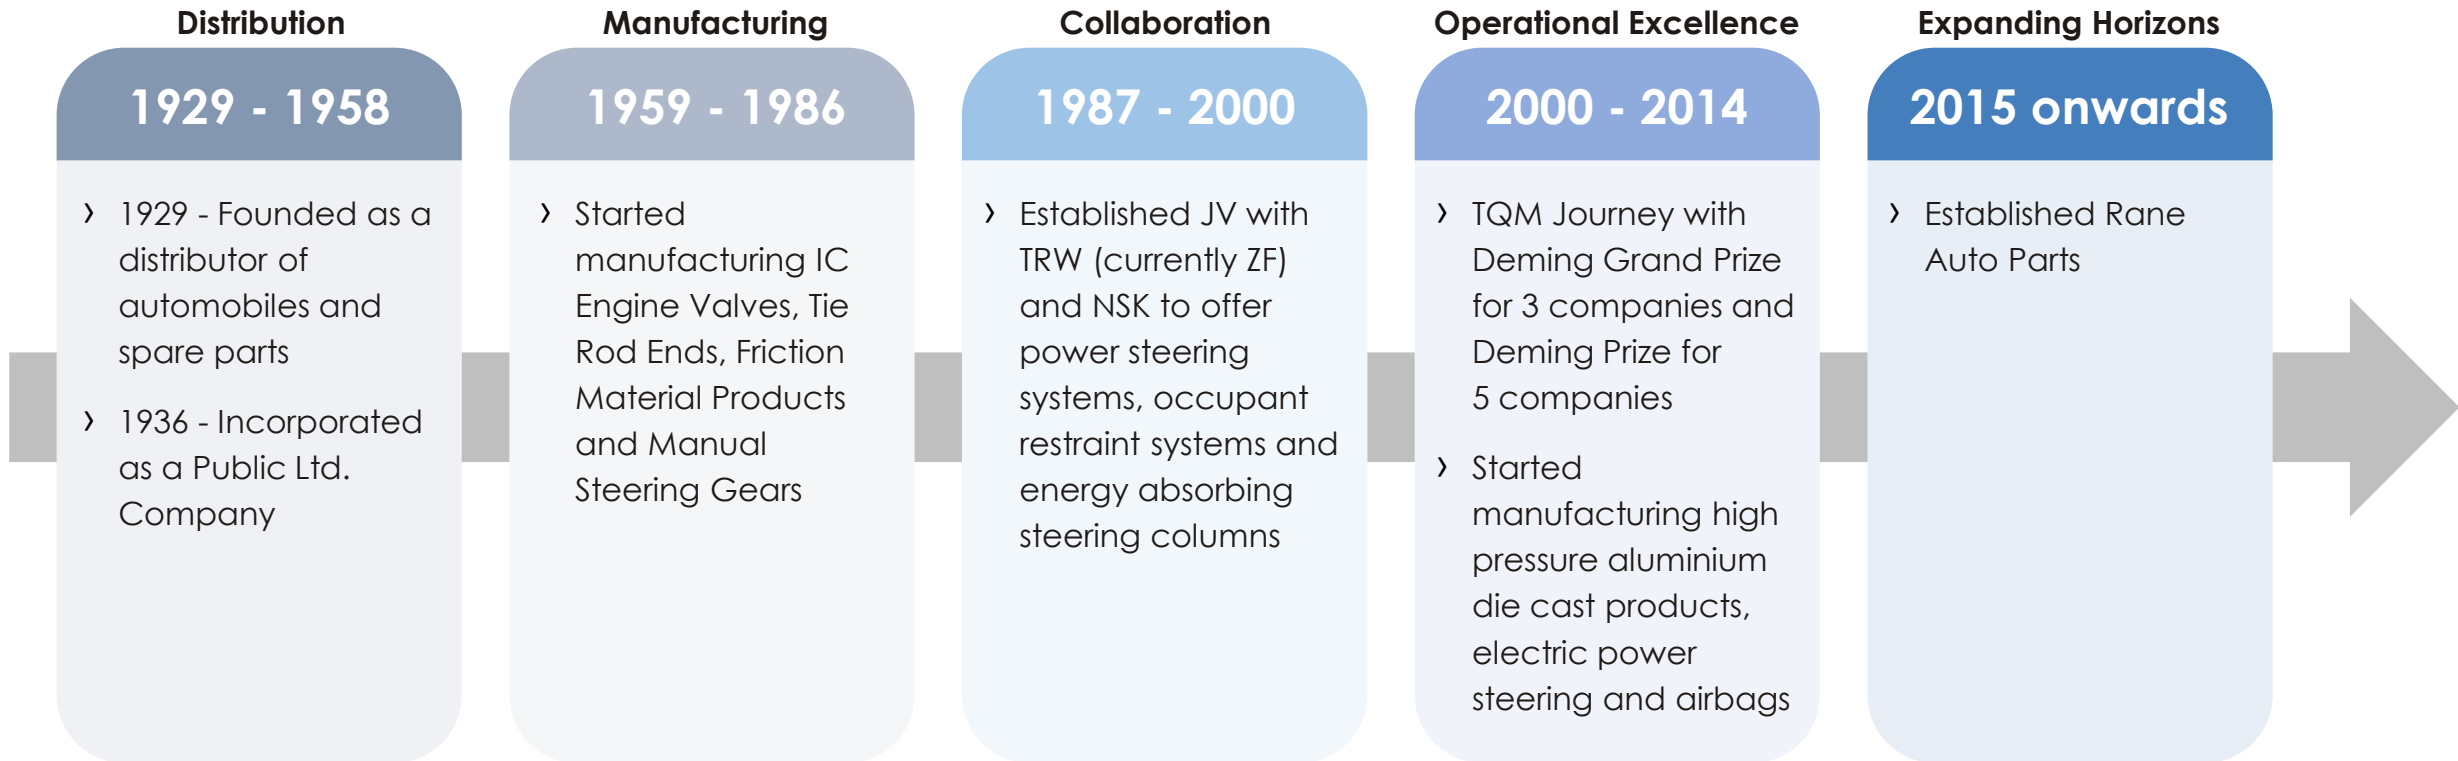 Distribution
1929 - 1958
› 1929 - Founded as a
distributor of
automobiles and
spare parts
› 1936 - Incorporated
as a Public Ltd.
Company
Manufacturing
1959 - 1986
› Started
manufacturing IC
Engine Valves, Tie
Rod Ends, Friction
Material Products
and Manual
Steering Gears
Collaboration
1987 - 2000
› Established JV with
TRW (currently ZF)
and NSK to offer
power steering
systems, occupant
restraint systems and
energy absorbing
steering columns
Operational Excellence
2000 - 2014
› TQM Journey with
Deming Grand Prize
for 3 companies and
Deming Prize for
5 companies
› Started
manufacturing high
pressure aluminium
die cast products,
electric power
steering and airbags
Expanding Horizons
2015 onwards
› Established Rane
Auto Parts